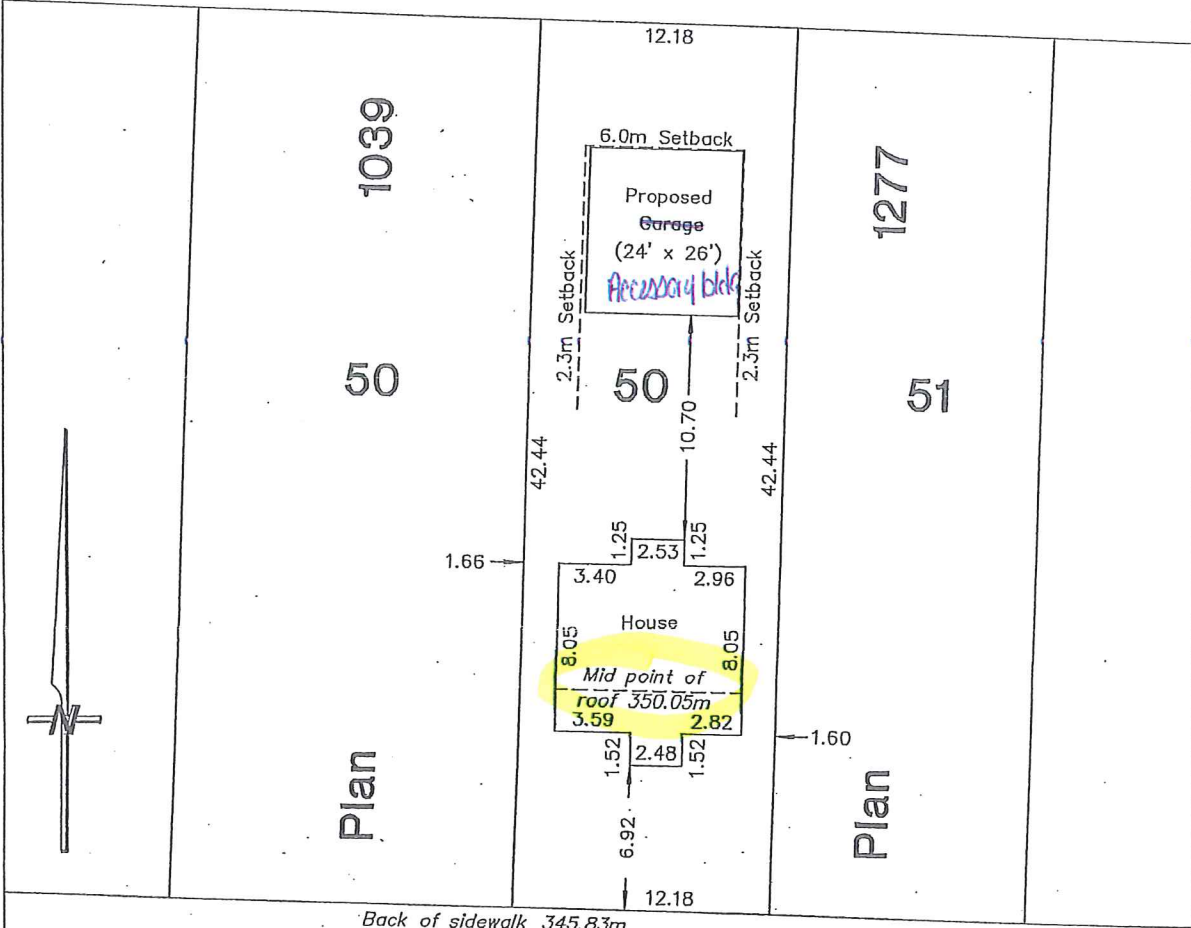 12.18
1039
6.0m Setback
Proposed
Garage
(24' x 26')
Accessory bldg
2.3m Setback
2.3m Setback
1277
50
50
51
10.70
42.44
42.44
1.66
1.25
2.53
1.25
3.40
2.96
House
8.05
8.05
Mid point of
roof 350.05m
3.59
2.82
1.52
2.48
1.52
1.60
N
Plan
Plan
6.92
12.18
Back of sidewalk 345.83m